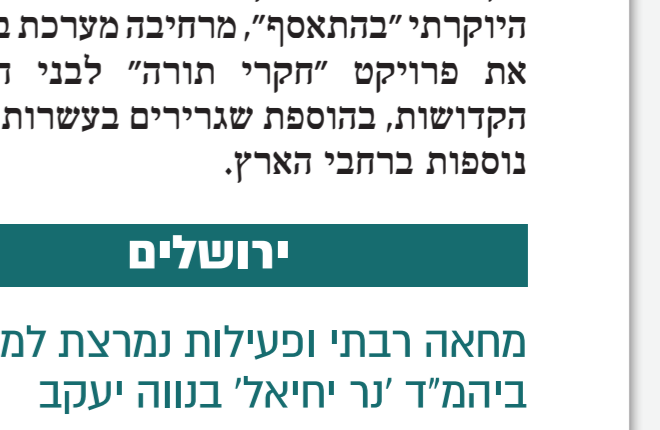 היוקרתי "בהתאסף", מרחיבה מערכת
את פרויקט "חקרי תורה" לבני
הקדושות, בהוספת שגרירים בעשרות
נוספות ברחבי הארץ.
ירושלים
מחאה רבתי ופעילות נמרצת
ביהמ"ד 'נר יחיאל' בנווה יעקב